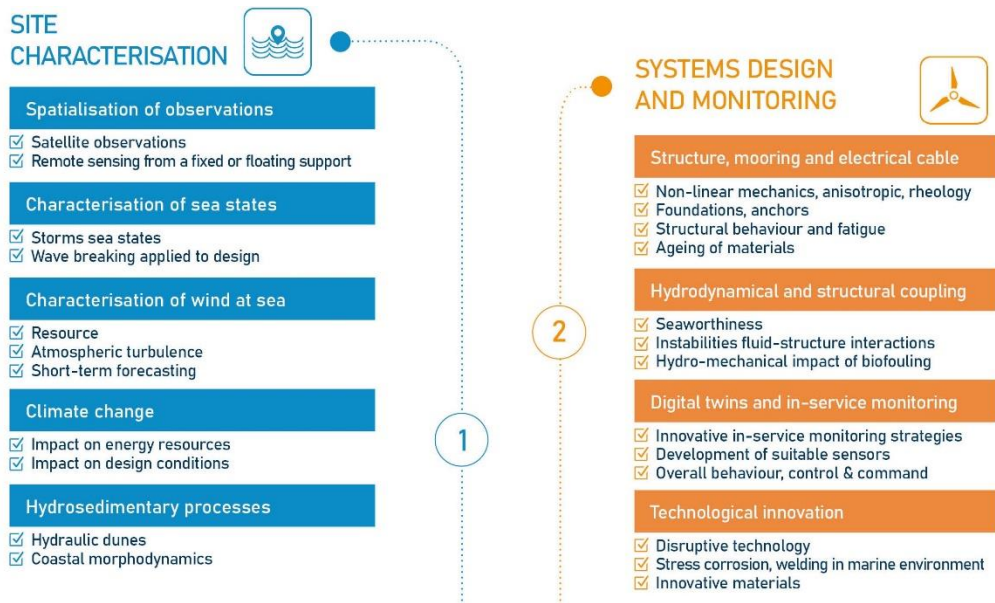 SITE
CHARACTERISATION
Spatialisation of observations
Satellite observations
Remote sensing from a fixed or floating support
Characterisation of sea states
Storms sea states
Wave breaking applied to design
Characterisation of wind at sea
Resource
Atmospheric turbulence
Short-term forecasting
Climate change
Impact on energy resources
Impact on design conditions
Hydrosedimentary processes
Hydraulic dunes
Coastal morphodynamics
1
SYSTEMS DESIGN
AND MONITORING
Structure, mooring and electrical cable
Non-linear mechanics, anisotropic, rheology
Foundations, anchors
Structural behaviour and fatigue
Ageing of materials
Hydrodynamical and structural coupling
Seaworthiness
Instabilities fluid-structure interactions
Hydro-mechanical impact of biofouling
Digital twins and in-service monitoring
Innovative in-service monitoring strategies
Development of suitable sensors
Overall behaviour, control & command
Technological innovation
Disruptive technology
Stress corrosion, welding in marine environment
Innovative materials
2